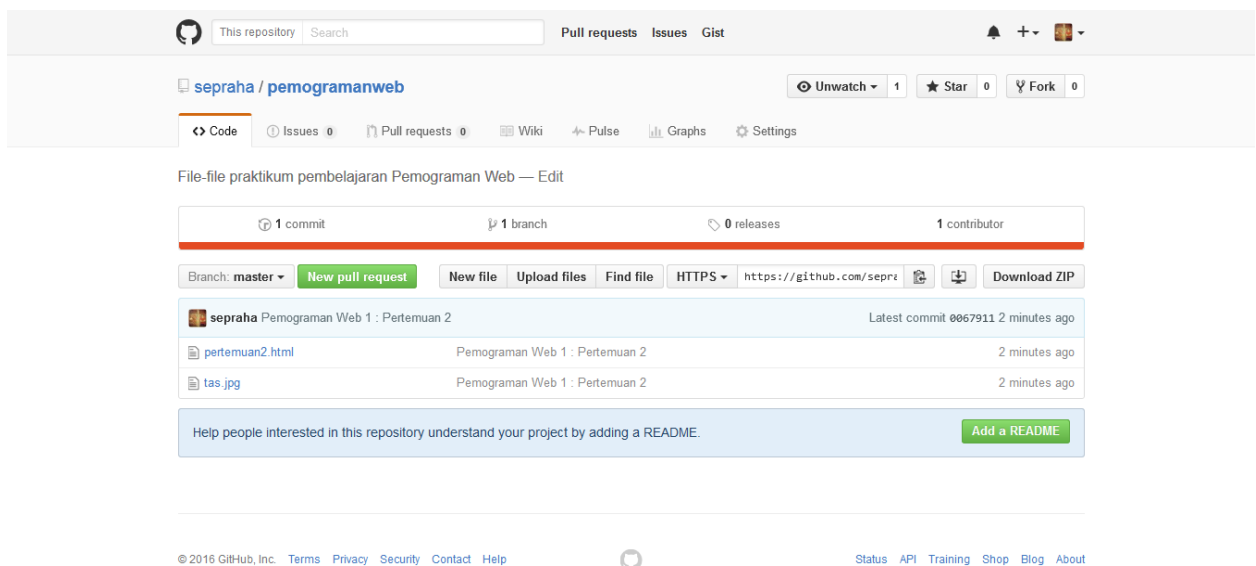 This repository Search Pull requests Issues Gist
sepraha / pemogramanweb Unwatch 1 Star 0 Fork 0
Code Issues 0 Pull requests 0 Wiki Pulse Graphs Settings
File-file praktikum pembelajaran Pemograman Web — Edit
1 commit 1 branch 0 releases 1 contributor
Branch: master New pull request New file Upload files Find file HTTPS https://github.com/sepra Download ZIP
sepraha Pemograman Web 1 : Pertemuan 2 Latest commit 0067911 2 minutes ago
pertemuan2.html Pemograman Web 1 : Pertemuan 2 2 minutes ago
tas.jpg Pemograman Web 1 : Pertemuan 2 2 minutes ago
Help people interested in this repository understand your project by adding a README. Add a README
© 2016 GitHub, Inc. Terms Privacy Security Contact Help Status API Training Shop Blog About